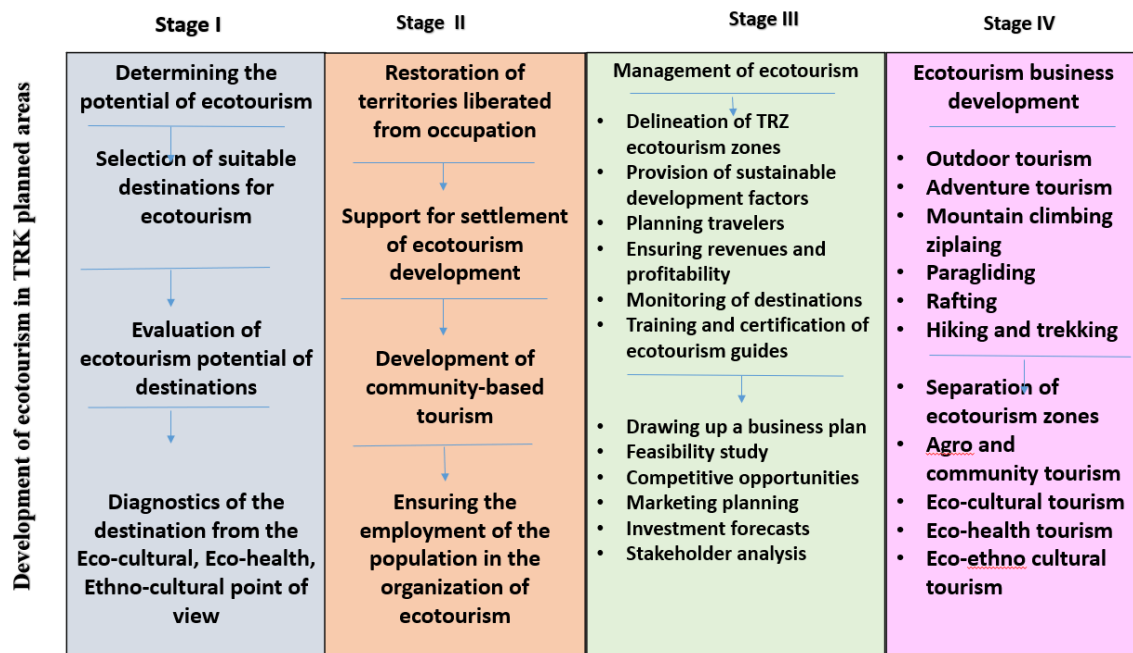 Development of ecotourism in TRK planned areas
Stage I
Determining the
potential of ecotourism
Selection of suitable
destinations for
ecotourism
Evaluation of
ecotourism potential of
destinations
Diagnostics of the
destination from the
Eco-cultural, Eco-health,
Ethno-cultural point of
view
Stage II
Restoration of
territories liberated
from occupation
Support for settlement
of ecotourism
development
Development of
community-based
tourism
Ensuring the
employment of the
population in the
organization of
ecotourism
Stage III
Management of ecotourism
• Delineation of TRZ
ecotourism zones
• Provision of sustainable
development factors
• Planning travelers
• Ensuring revenues and
profitability
• Monitoring of destinations
• Training and certification of
ecotourism guides
• Drawing up a business plan
• Feasibility study
• Competitive opportunities
• Marketing planning
• Investment forecasts
• Stakeholder analysis
Stage IV
Ecotourism business
development
• Outdoor tourism
• Adventure tourism
• Mountain climbing
ziplaing
• Paragliding
• Rafting
• Hiking and trekking
• Separation of
ecotourism zones
• Agro and
community tourism
• Eco-cultural tourism
• Eco-health tourism
• Eco-ethno cultural
tourism